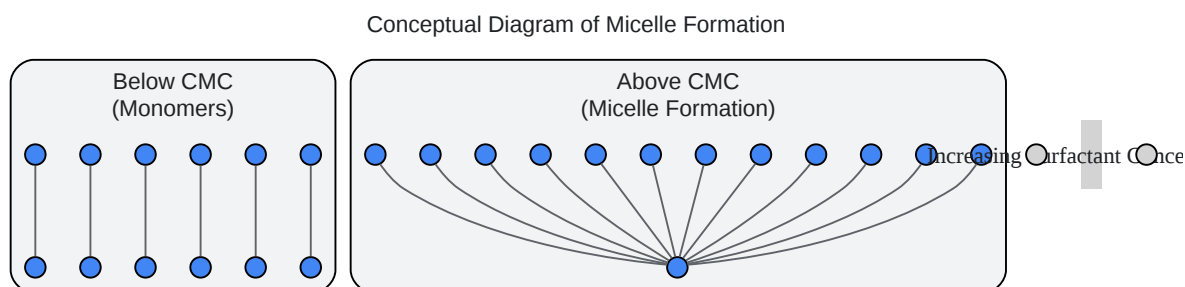 Conceptual Diagram of Micelle Formation
Below CMC
(Monomers)
Above CMC
(Micelle Formation)
Increasing